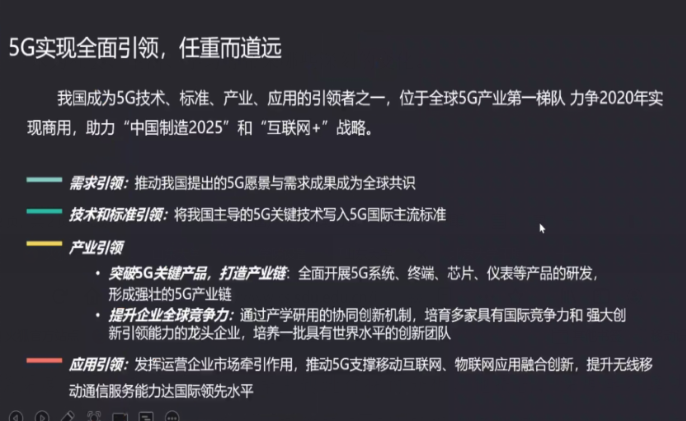 5G实现全面引领，任重而道远
我国成为5G技术、标准、产业、应用的引领者之一，位于全球5G产业第一梯队 力争2020年实
现商用，助力“中国制造2025”和“互联网+”战略。
需求引领：推动我国提出的5G愿景与需求成果成为全球共识
技术和标准引领：将我国主导的5G关键技术写入5G国际主流标准
产业引领
• 突破5G关键产品，打造产业链：全面开展5G系统、终端、芯片、仪表等产品的研发，
形成强壮的5G产业链
• 提升企业全球竞争力：通过产学研用的协同创新机制，培育多家具有国际竞争力和 强大创
新引领能力的龙头企业，培养一批具有世界水平的创新团队
应用引领：发挥运营企业市场牵引作用，推动5G支撑移动互联网、物联网应用融合创新，提升无线移
动通信服务能力达国际领先水平